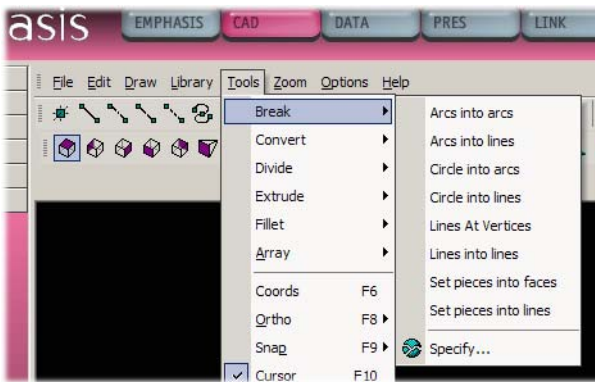 asis
EMPHASIS CAD DATA PRES LINK
File Edit Draw Library Tools Zoom Options Help
Break
Convert
Divide
Extrude
Fillet
Array
Coords F6
Ortho F8
Snap F9
Cursor F10
Arcs into arcs
Arcs into lines
Circle into arcs
Circle into lines
Lines At Vertices
Lines into lines
Set pieces into faces
Set pieces into lines
Specify...